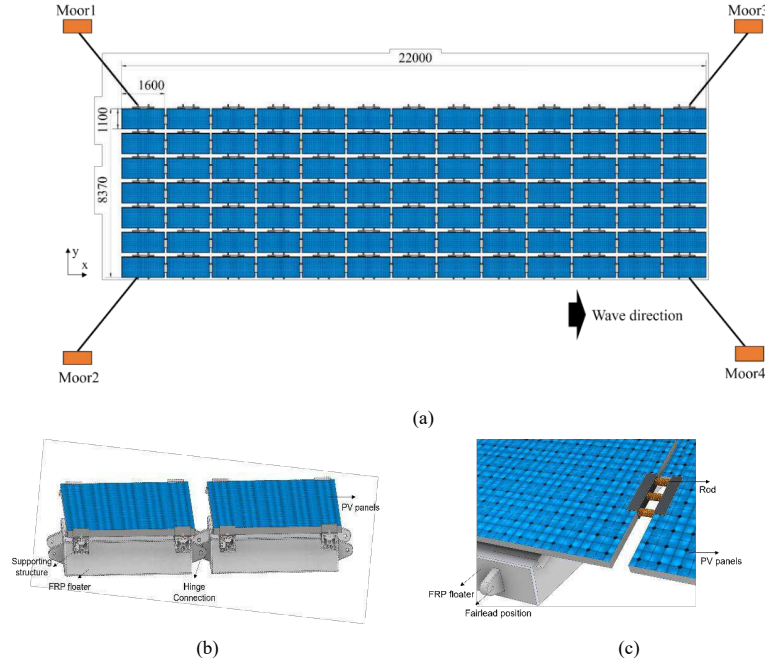 Moor1
Moor3
22000
1600
1100
8370
y
x
Wave direction
Moor2
Moor4
(a)
PV panels
Supporting
structure
FRP floater
Hinge
Connection
(b)
Rod
PV panels
FRP floater
Fairlead position
(c)